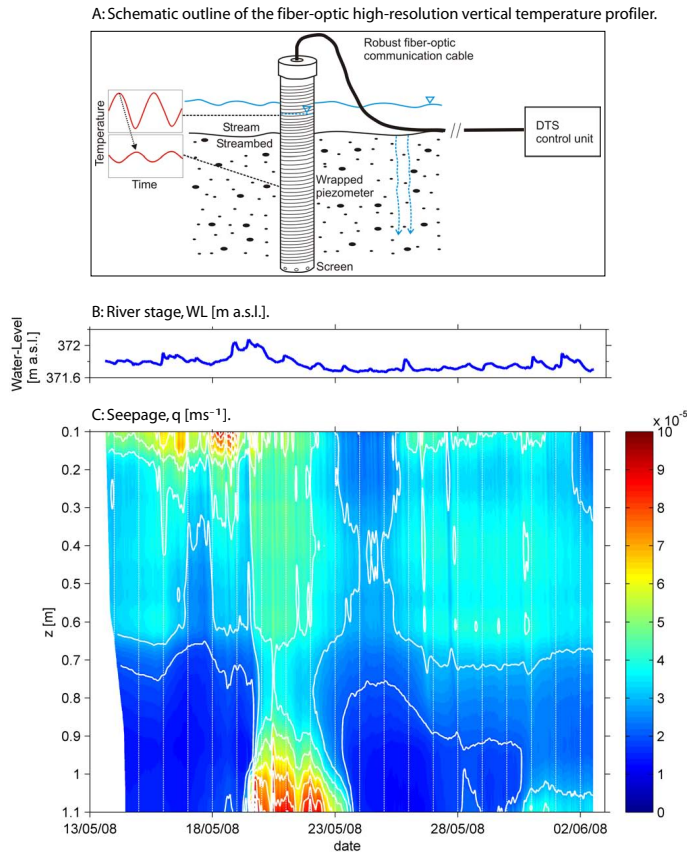 A: Schematic outline of the fiber-optic high-resolution vertical temperature profiler.
Robust fiber-optic
communication cable
Temperature
Time
Stream
Streambed
Wrapped
piezometer
Screen
//
DTS
control unit
B: River stage, WL [m a.s.l.].
Water-Level
[m a.s.l.]
372
371.6
C: Seepage, q [ms⁻¹].
x 10⁻⁵
z [m]
0.1
0.2
0.3
0.4
0.5
0.6
0.7
0.8
0.9
1
1.1
10
9
8
7
6
5
4
3
2
1
0
13/05/08 18/05/08 23/05/08 28/05/08 02/06/08
date